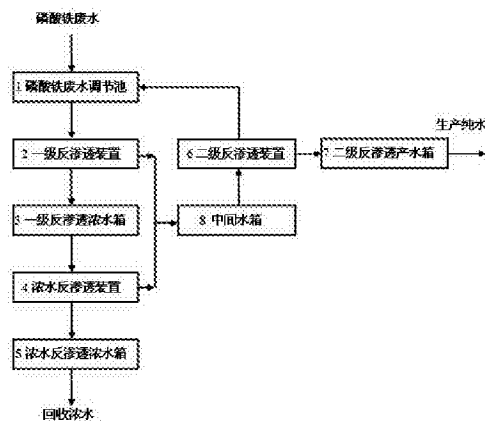 磷酸铁废水
1 磷酸铁废水调节池
生产纯水
2 一级反渗透装置
6 二级反渗透装置
7 二级反渗透产水箱
3 一级反渗透浓水箱
8 中间水箱
4 浓水反渗透装置
5 浓水反渗透浓水箱
回收浓水